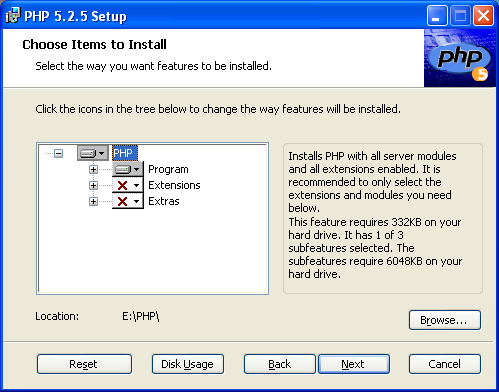 PHP 5.2.5 Setup
Choose Items to Install
Select the way you want features to be installed.
php
5
Click the icons in the tree below to change the way features will be installed.
PHP
Program
Extensions
Extras
Installs PHP with all server modules
and all extensions enabled. It is
recommended to only select the
extensions and modules you need
below.
This feature requires 332KB on your
hard drive. It has 1 of 3
subfeatures selected. The
subfeatures require 6048KB on your
hard drive.
Location: E:\PHP\
Browse...
Reset Disk Usage Back Next Cancel